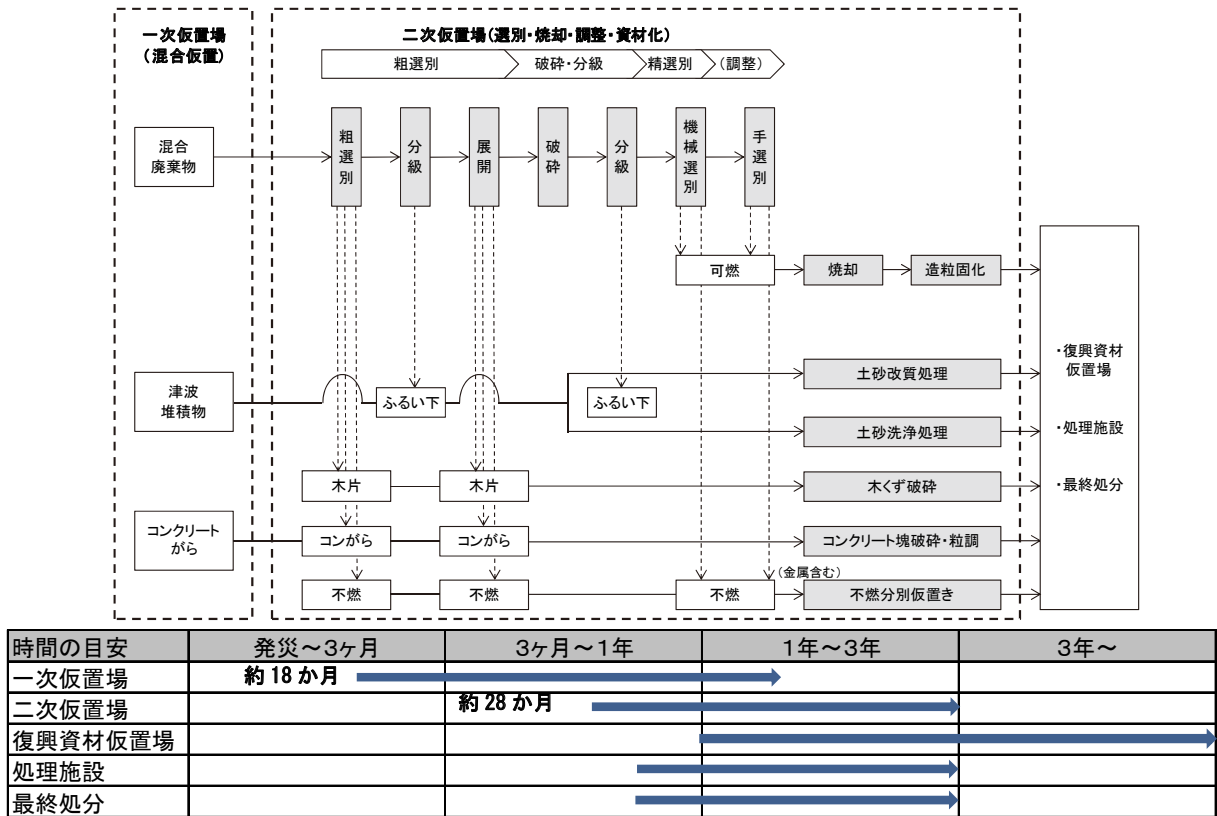 一次仮置場
(混合仮置)
二次仮置場(選別・焼却・調整・資材化)
粗選別
破砕・分級
精選別
(調整)
混合
廃棄物
粗選別
分級
展開
破砕
分級
機械選別
手選別
可燃
焼却
造粒固化
・復興資材
仮置場
・処理施設
・最終処分
津波
堆積物
ふるい下
ふるい下
土砂改質処理
土砂洗浄処理
木片
木片
木くず破砕
コンクリート
がら
コンがら
コンがら
コンクリート塊破砕・粒調
不燃
不燃
不燃
(金属含む)
不燃分別仮置き
時間の目安 発災～3ヶ月 3ヶ月～1年 1年～3年 3年～
一次仮置場 約18か月
二次仮置場 約28か月
復興資材仮置場
処理施設
最終処分